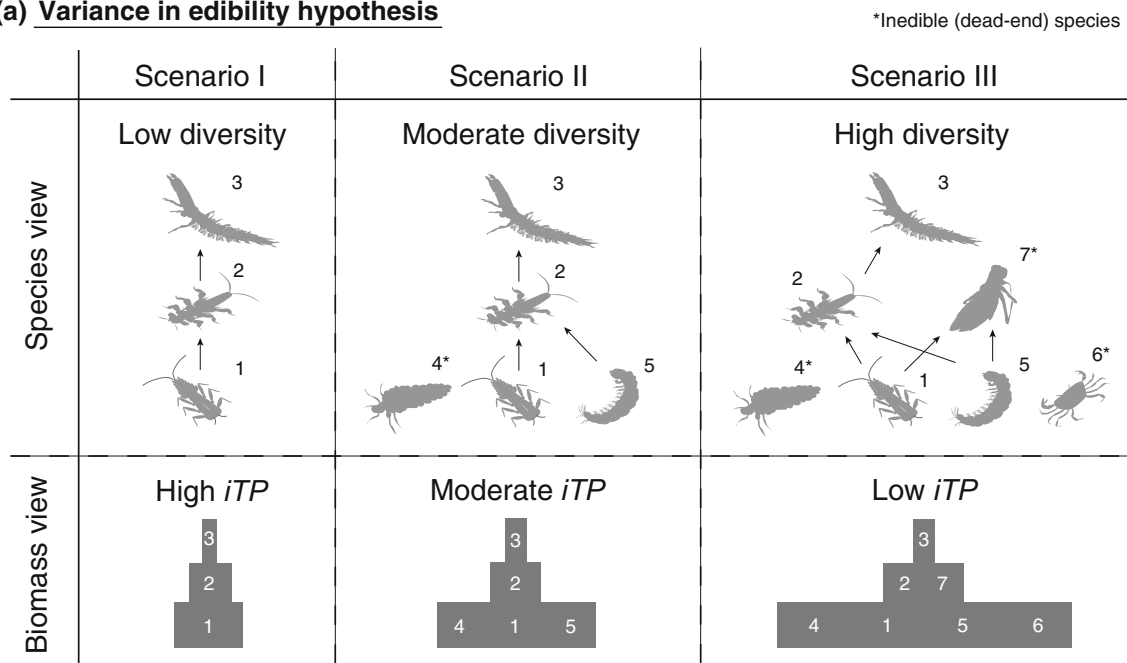 (a) Variance in edibility hypothesis
*Inedible (dead-end) species
Scenario I
Scenario II
Scenario III
Species view
Low diversity
Moderate diversity
High diversity
3
3
3
2
2
2
7*
1
4*
1
5
4*
1
5
6*
Biomass view
High iTP
Moderate iTP
Low iTP
3
3
3
2
2
2 7
1
4 1 5
4 1 5 6